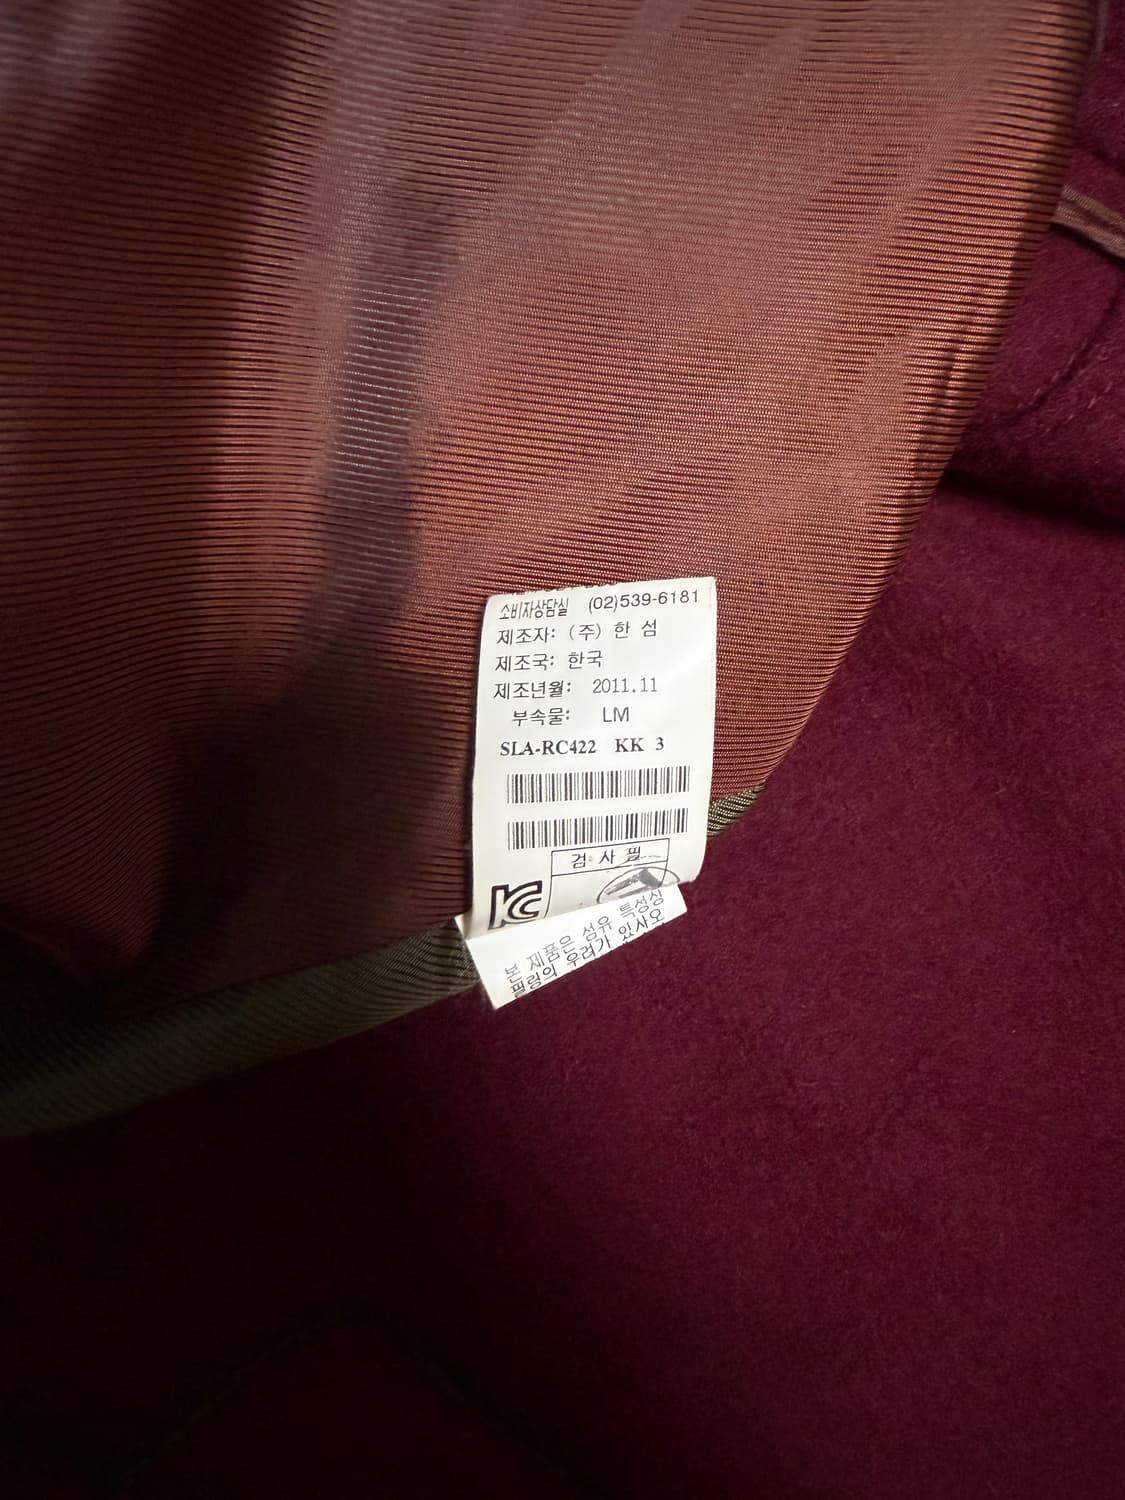 소비자상담실 (02)539-6181
제조자: (주) 한 섬
제조국: 한국
제조년월: 2011.11
부속물: LM
SLA-RC422 KK 3
검 사 필
KC
본 제품은 섬유 특성상
필링의 우려가 있사오